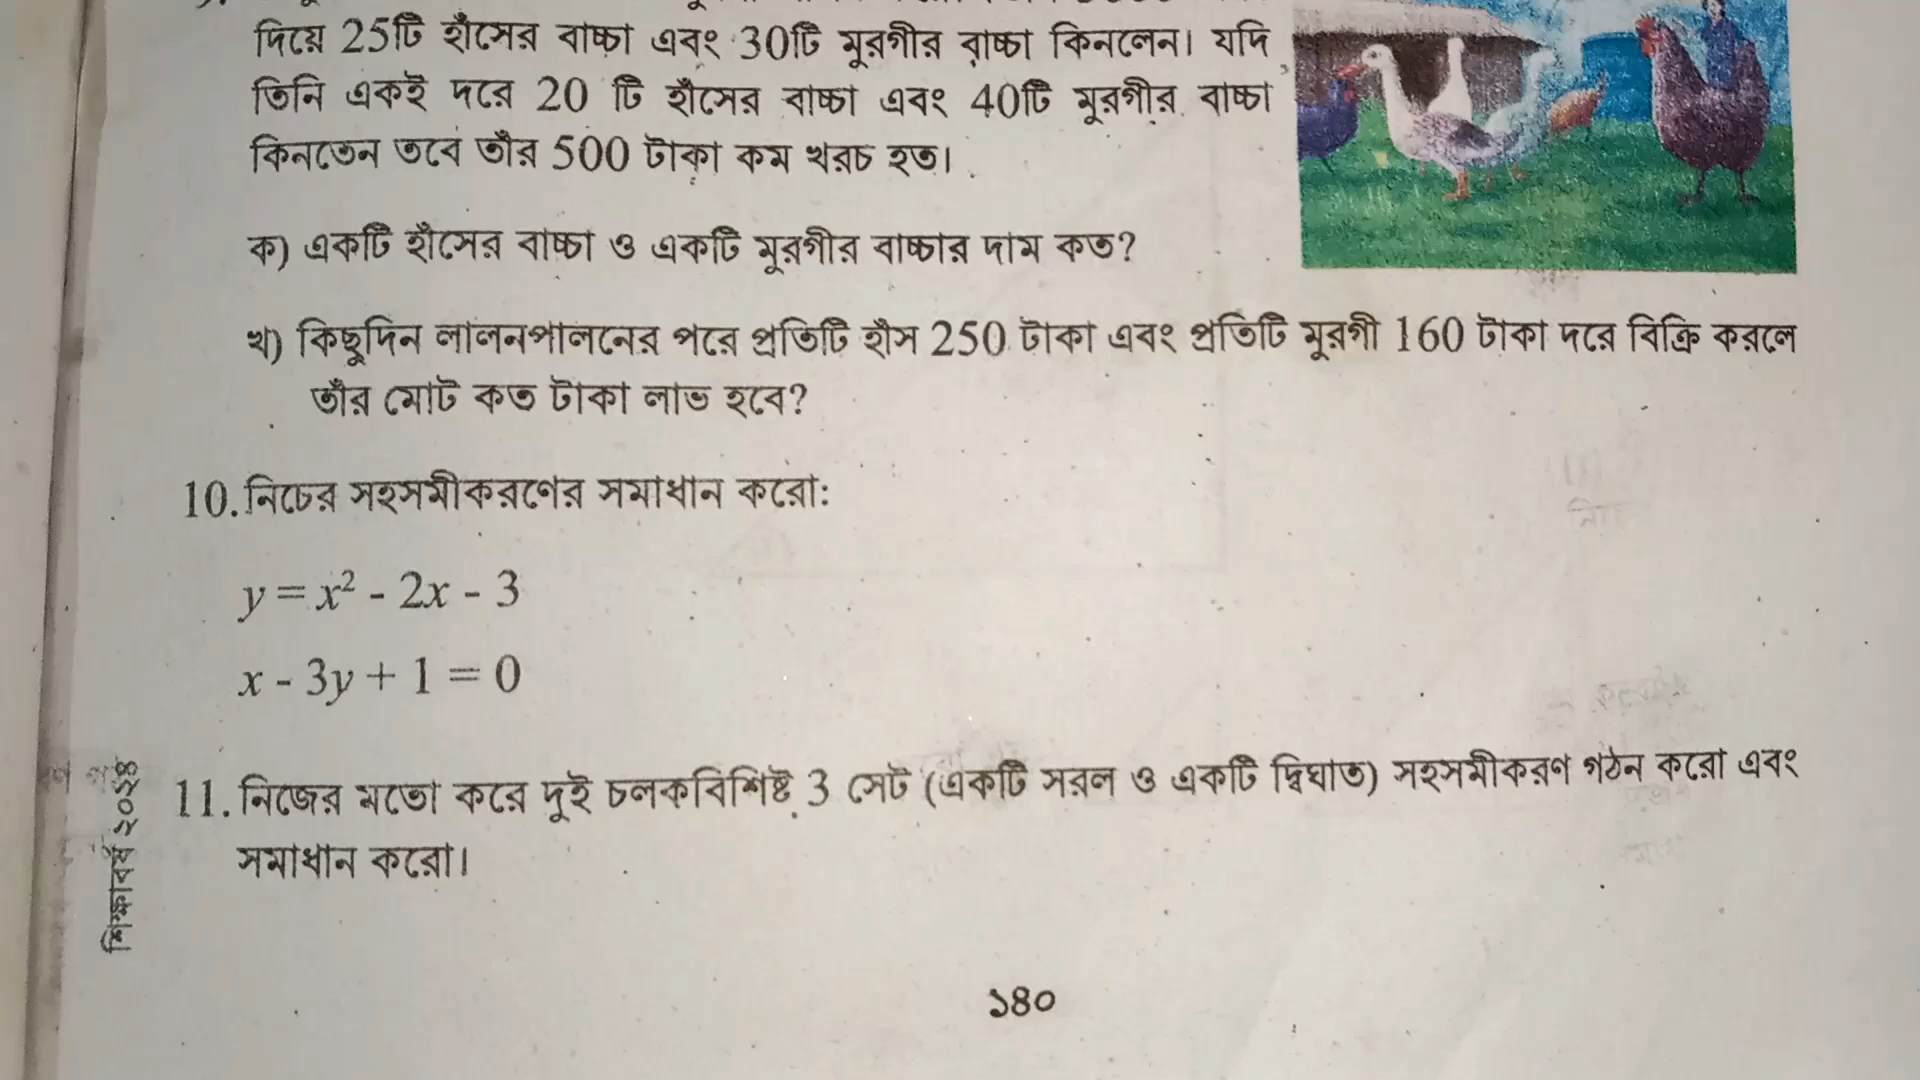 দিয়ে 25টি হাঁসের বাচ্চা এবং 30টি মুরগীর বাচ্চা কিনলেন। যদি
তিনি একই দরে 20 টি হাঁসের বাচ্চা এবং 40টি মুরগীর বাচ্চা
কিনতেন তবে তাঁর 500 টাকা কম খরচ হত।
ক) একটি হাঁসের বাচ্চা ও একটি মুরগীর বাচ্চার দাম কত?
খ) কিছুদিন লালনপালনের পরে প্রতিটি হাঁস 250 টাকা এবং প্রতিটি মুরগী 160 টাকা দরে বিক্রি করলে
তাঁর মোট কত টাকা লাভ হবে?
10. নিচের সহসমীকরণের সমাধান করো:
y = x² - 2x - 3
x - 3y + 1 = 0
11. নিজের মতো করে দুই চলকবিশিষ্ট 3 সেট (একটি সরল ও একটি দ্বিঘাত) সহসমীকরণ গঠন করো এবং
সমাধান করো।
শিক্ষাবর্ষ ২০২৪
১৪০